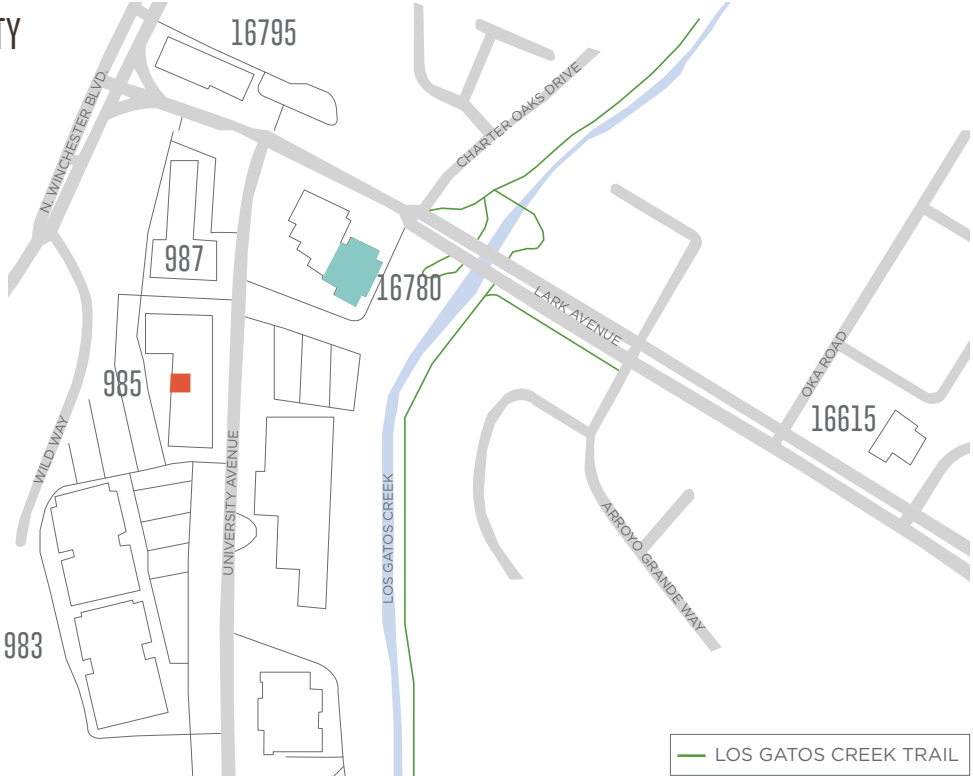 TY
16795
N. WINCHESTER BLVD.
CHARTER OAKS DRIVE
987
16780
LARK AVENUE
985
OKA ROAD
16615
WILD WAY
UNIVERSITY AVENUE
LOS GATOS CREEK
ARROYO GRANDE WAY
983
LOS GATOS CREEK TRAIL